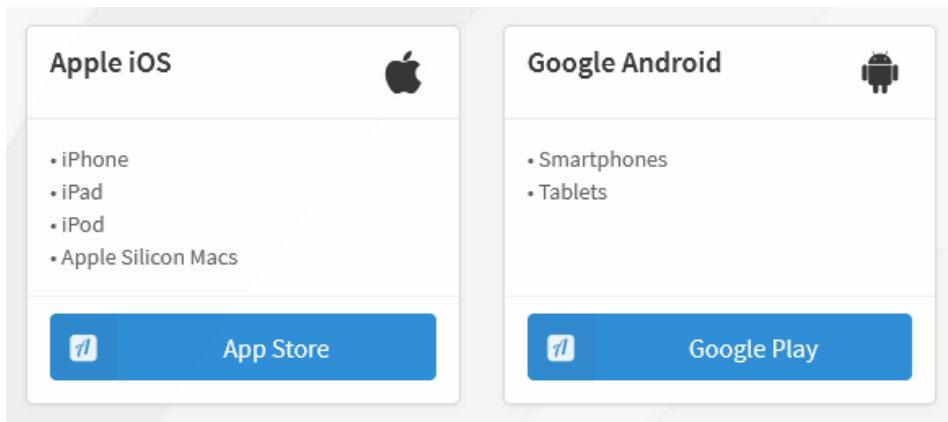 Apple iOS
• iPhone
• iPad
• iPod
• Apple Silicon Macs
App Store
Google Android
• Smartphones
• Tablets
Google Play